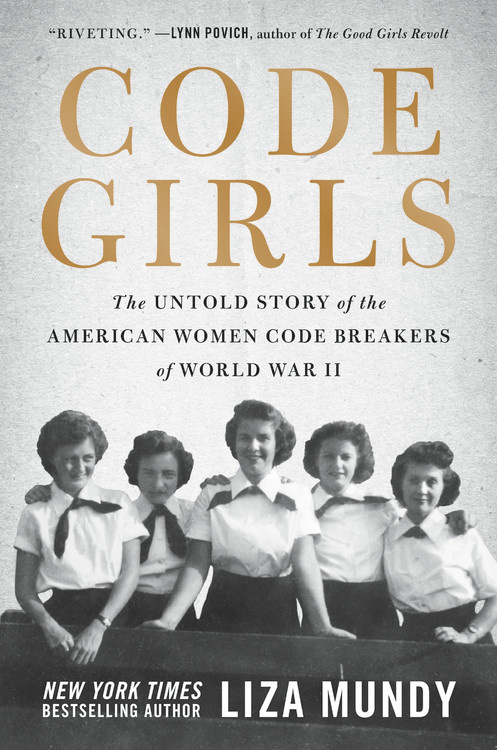 “RIVETING.” —LYNN POVICH, author of The Good Girls Revolt
CODE
GIRLS
The UNTOLD STORY of the
AMERICAN WOMEN CODE BREAKERS
of WORLD WAR II
NEW YORK TIMES
BESTSELLING AUTHOR
LIZA MUNDY